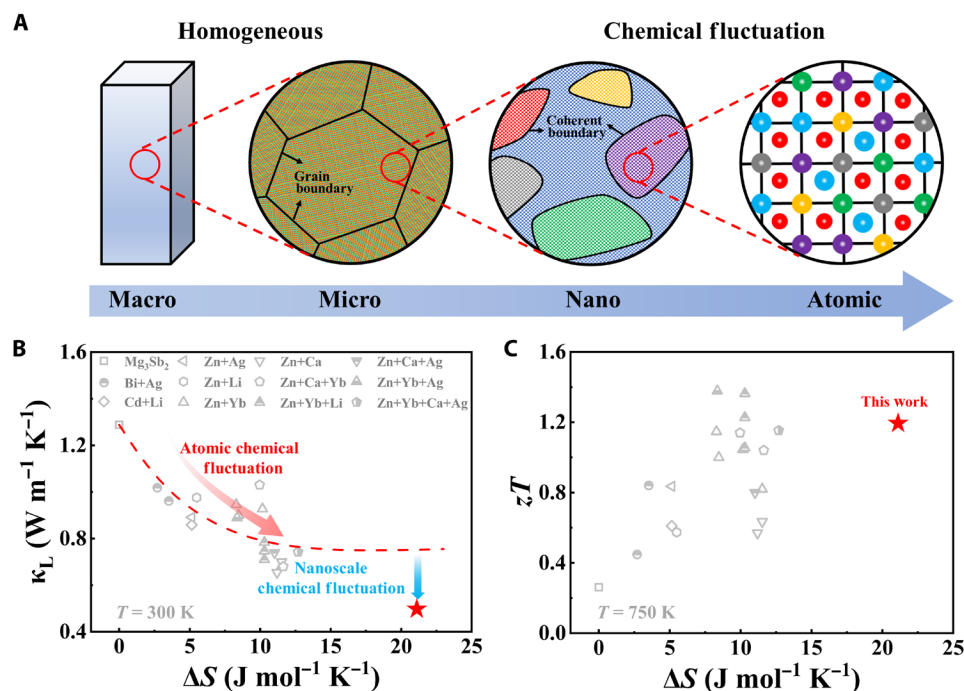 A
Homogeneous
Chemical fluctuation
Grain
boundary
Coherent
boundary
Macro
Micro
Nano
Atomic
B
1.6
1.2
0.8
0.4
κL (W m−1 K−1)
Mg3Sb2
Zn+Ag
Zn+Ca
Zn+Ca+Ag
Bi+Ag
Zn+Li
Zn+Ca+Yb
Zn+Yb+Ag
Cd+Li
Zn+Yb
Zn+Yb+Li
Zn+Yb+Ca+Ag
Atomic chemical
fluctuation
Nanoscale
chemical fluctuation
T = 300 K
0 5 10 15 20 25
ΔS (J mol−1 K−1)
C
1.6
1.2
0.8
0.4
0.0
zT
This work
T = 750 K
0 5 10 15 20 25
ΔS (J mol−1 K−1)